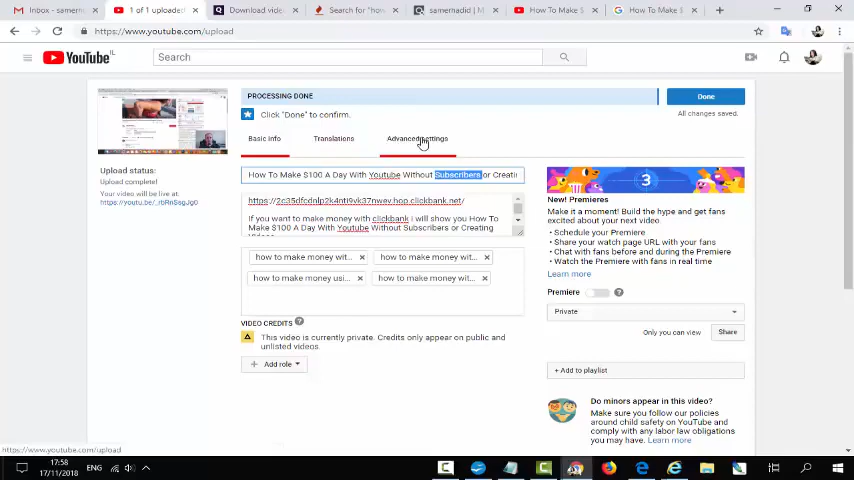 Inbox - samerna
1 of 1 uploade
Download video
Search for "how
samerhadid | M
How To Make $
How To Make $
https://www.youtube.com/upload
YouTube IL
Search
PROCESSING DONE
Done
Click "Done" to confirm.
All changes saved.
Basic info
Translations
Advanced settings
Upload status:
Upload complete!
Your video will be live at:
How To Make $100 A Day With Youtube Without Subscribers or Creatin
If you want to make money with clickbank i will show you How To
Make $100 A Day With Youtube Without Subscribers or Creating
how to make money wit...
how to make money wit...
how to make money usi...
how to make money wit...
VIDEO CREDITS ?
This video is currently private. Credits only appear on public and
unlisted videos.
+ Add role
3
New! Premieres
Make it a moment! Build the hype and get fans
excited about your next video.
• Schedule your Premiere
• Share your watch page URL with your fans
• Chat with fans before and during the Premiere
• Watch the Premiere with fans in real time
Learn more
Premiere ?
Private
Only you can view
Share
+ Add to playlist
Do minors appear in this video?
Make sure you follow our policies
around child safety on YouTube and
comply with any labor law obligations
you may have. Learn more
https://www.youtube.com/upload
ENG
17:58
17/11/2018